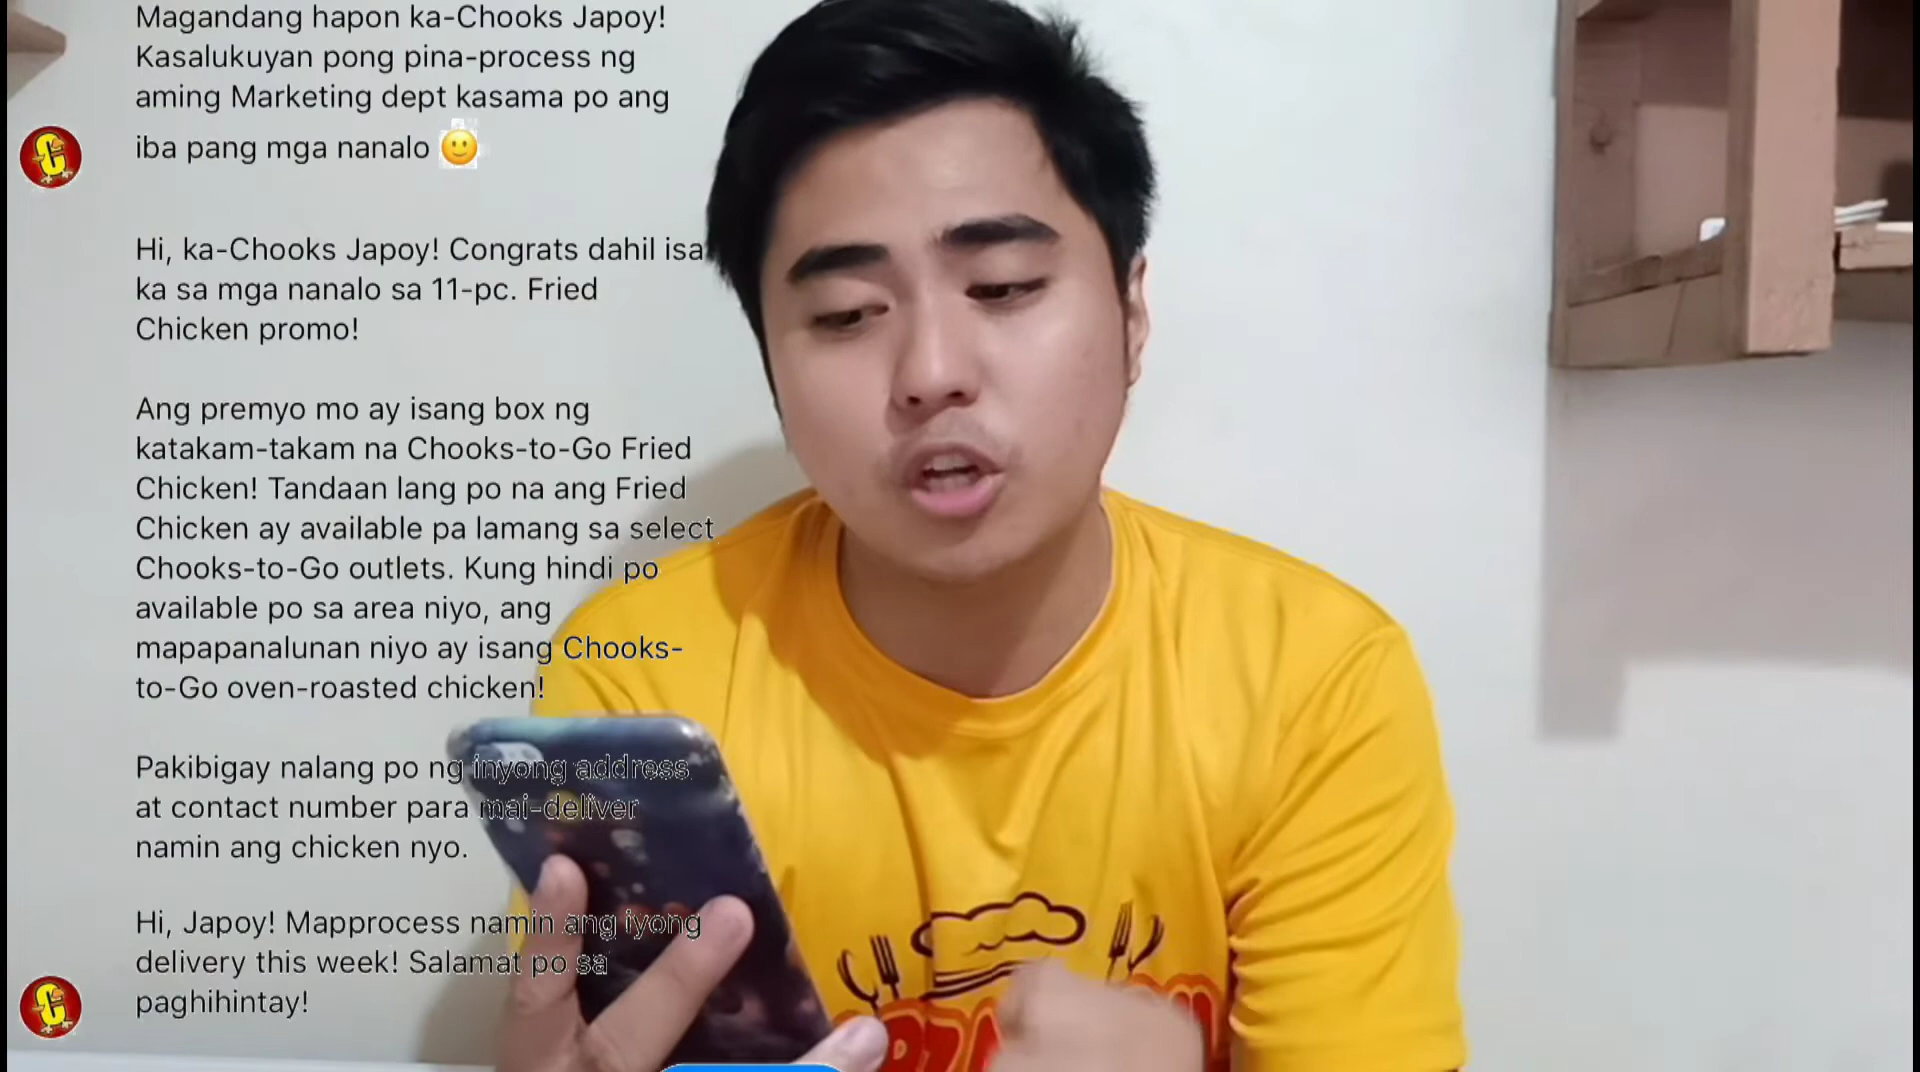 Magandang hapon ka-Chooks Japoy!
Kasalukuyan pong pina-process ng
aming Marketing dept kasama po ang
iba pang mga nanalo 🙂
Hi, ka-Chooks Japoy! Congrats dahil isa
ka sa mga nanalo sa 11-pc. Fried
Chicken promo!
Ang premyo mo ay isang box ng
katakam-takam na Chooks-to-Go Fried
Chicken! Tandaan lang po na ang Fried
Chicken ay available pa lamang sa select
Chooks-to-Go outlets. Kung hindi po
available po sa area niyo, ang
mapapanalunan niyo ay isang Chooks-
to-Go oven-roasted chicken!
Pakibigay nalang po ng inyong address
at contact number para mai-deliver
namin ang chicken nyo.
Hi, Japoy! Mapprocess namin ang iyong
delivery this week! Salamat po sa
paghihintay!